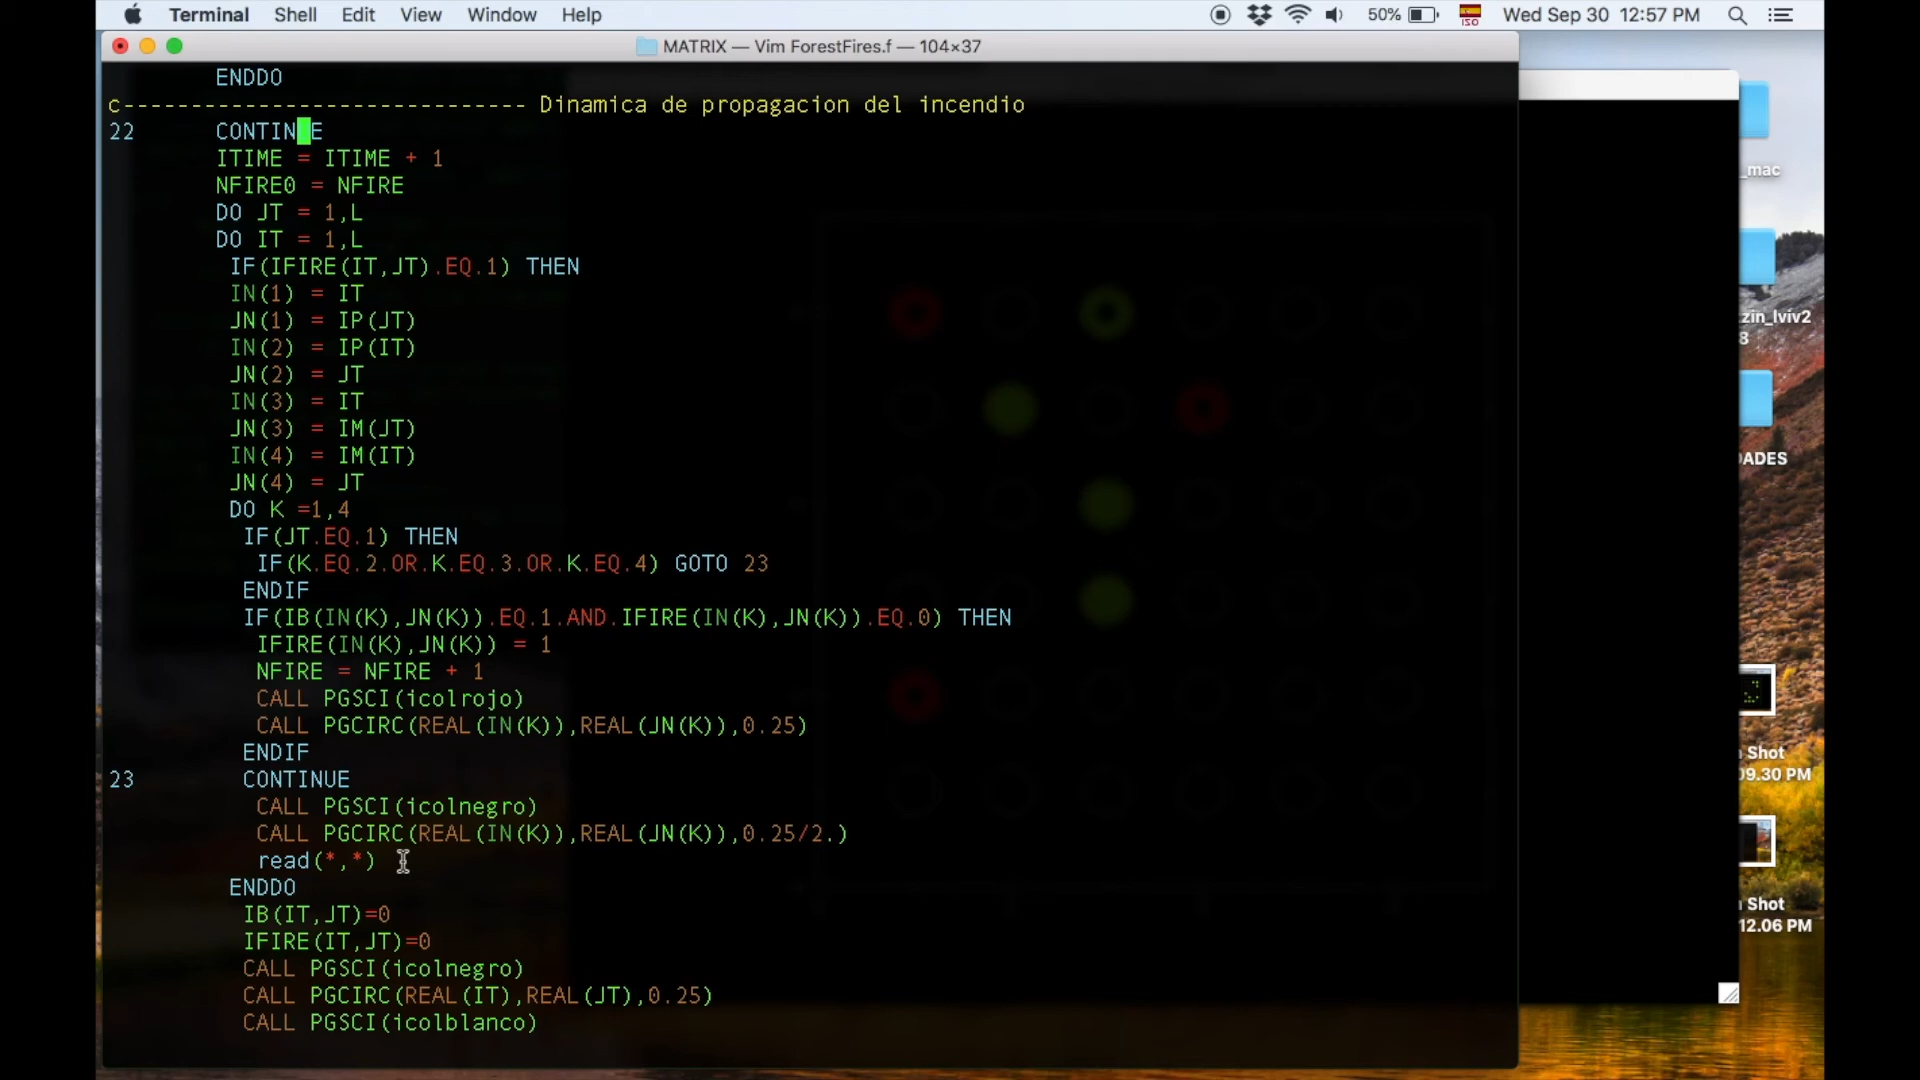 Terminal Shell Edit View Window Help 50% ISO Wed Sep 30 12:57 PM
MATRIX — Vim ForestFires.f — 104×37
ENDDO
c------------------------------ Dinamica de propagacion del incendio
22 CONTINUE
ITIME = ITIME + 1
NFIRE0 = NFIRE
DO JT = 1,L
DO IT = 1,L
IF(IFIRE(IT,JT).EQ.1) THEN
IN(1) = IT
JN(1) = IP(JT)
IN(2) = IP(IT)
JN(2) = JT
IN(3) = IT
JN(3) = IM(JT)
IN(4) = IM(IT)
JN(4) = JT
DO K =1,4
IF(JT.EQ.1) THEN
IF(K.EQ.2.OR.K.EQ.3.OR.K.EQ.4) GOTO 23
ENDIF
IF(IB(IN(K),JN(K)).EQ.1.AND.IFIRE(IN(K),JN(K)).EQ.0) THEN
IFIRE(IN(K),JN(K)) = 1
NFIRE = NFIRE + 1
CALL PGSCI(icolrojo)
CALL PGCIRC(REAL(IN(K)),REAL(JN(K)),0.25)
ENDIF
23 CONTINUE
CALL PGSCI(icolnegro)
CALL PGCIRC(REAL(IN(K)),REAL(JN(K)),0.25/2.)
read(*,*)
ENDDO
IB(IT,JT)=0
IFIRE(IT,JT)=0
CALL PGSCI(icolnegro)
CALL PGCIRC(REAL(IT),REAL(JT),0.25)
CALL PGSCI(icolblanco)
_mac
zin_lviv2
8
ADES
n Shot
09.30 PM
n Shot
12.06 PM